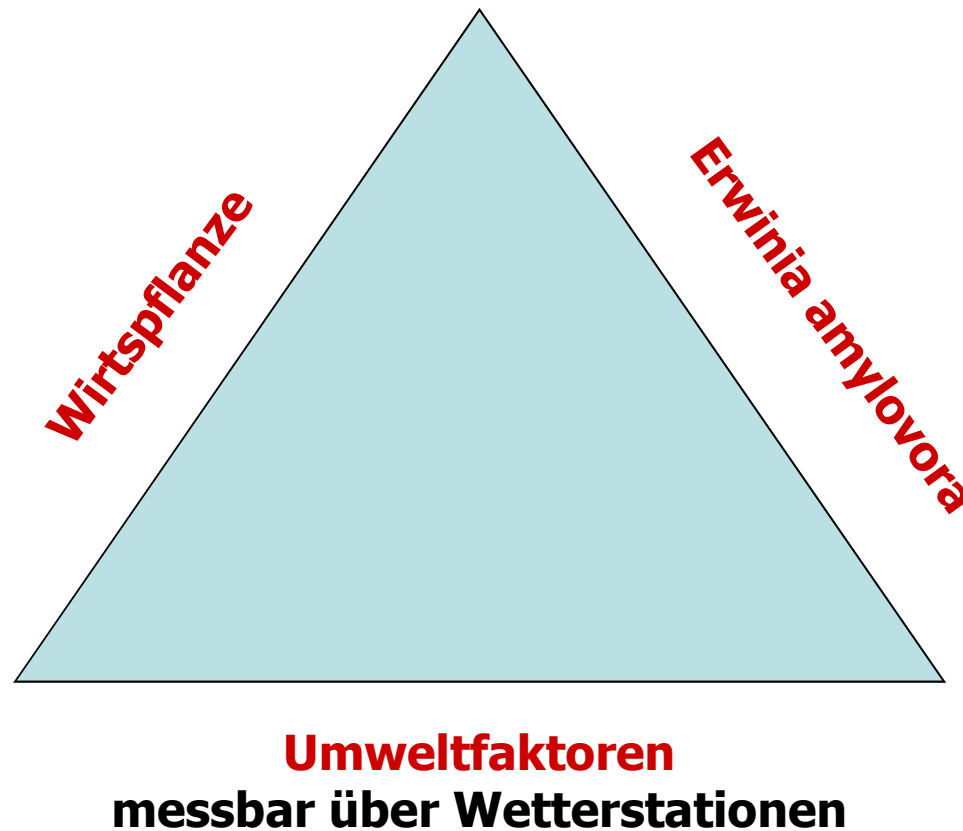 Wirtspflanze
Erwinia amylovora
Umweltfaktoren
messbar über Wetterstationen